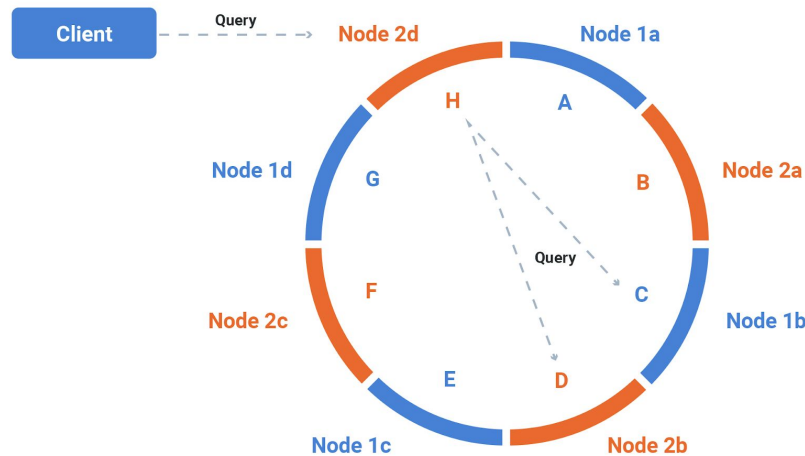 Client
Query
Node 2d
Node 1a
H
A
Node 1d
G
B
Node 2a
Query
F
C
Node 2c
Node 1b
E
D
Node 1c
Node 2b